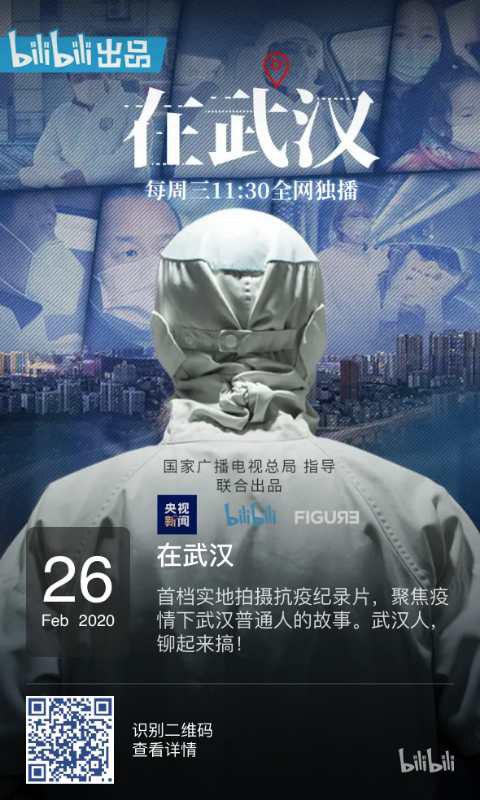 bilibili出品
在武汉
每周三11:30全网独播
国家广播电视总局 指导
联合出品
央视新闻 bilibili FIGURE
26
Feb 2020
在武汉
首档实地拍摄抗疫纪录片，聚焦疫
情下武汉普通人的故事。武汉人，
铆起来搞！
识别二维码
查看详情
bilibili